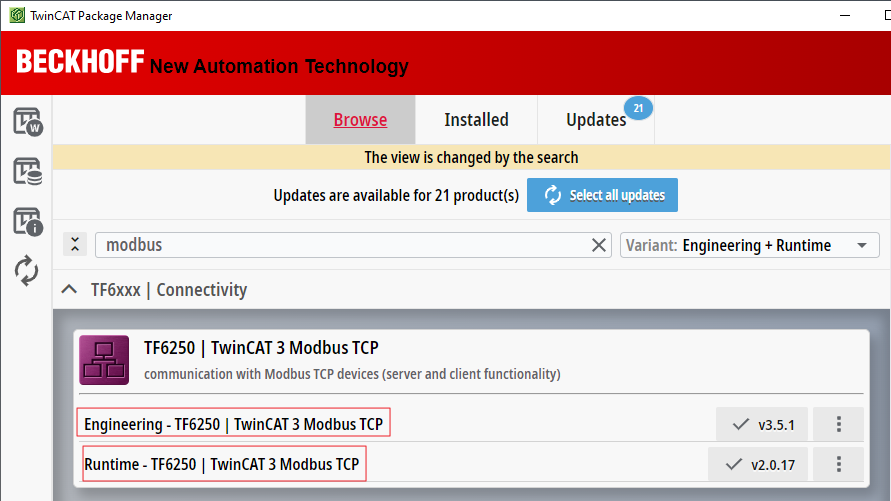 TwinCAT Package Manager
BECKHOFF New Automation Technology
W
Browse Installed Updates 21
The view is changed by the search
Updates are available for 21 product(s) Select all updates
modbus Variant: Engineering + Runtime
TF6xxx | Connectivity
TF6250 | TwinCAT 3 Modbus TCP
communication with Modbus TCP devices (server and client functionality)
Engineering - TF6250 | TwinCAT 3 Modbus TCP v3.5.1
Runtime - TF6250 | TwinCAT 3 Modbus TCP v2.0.17